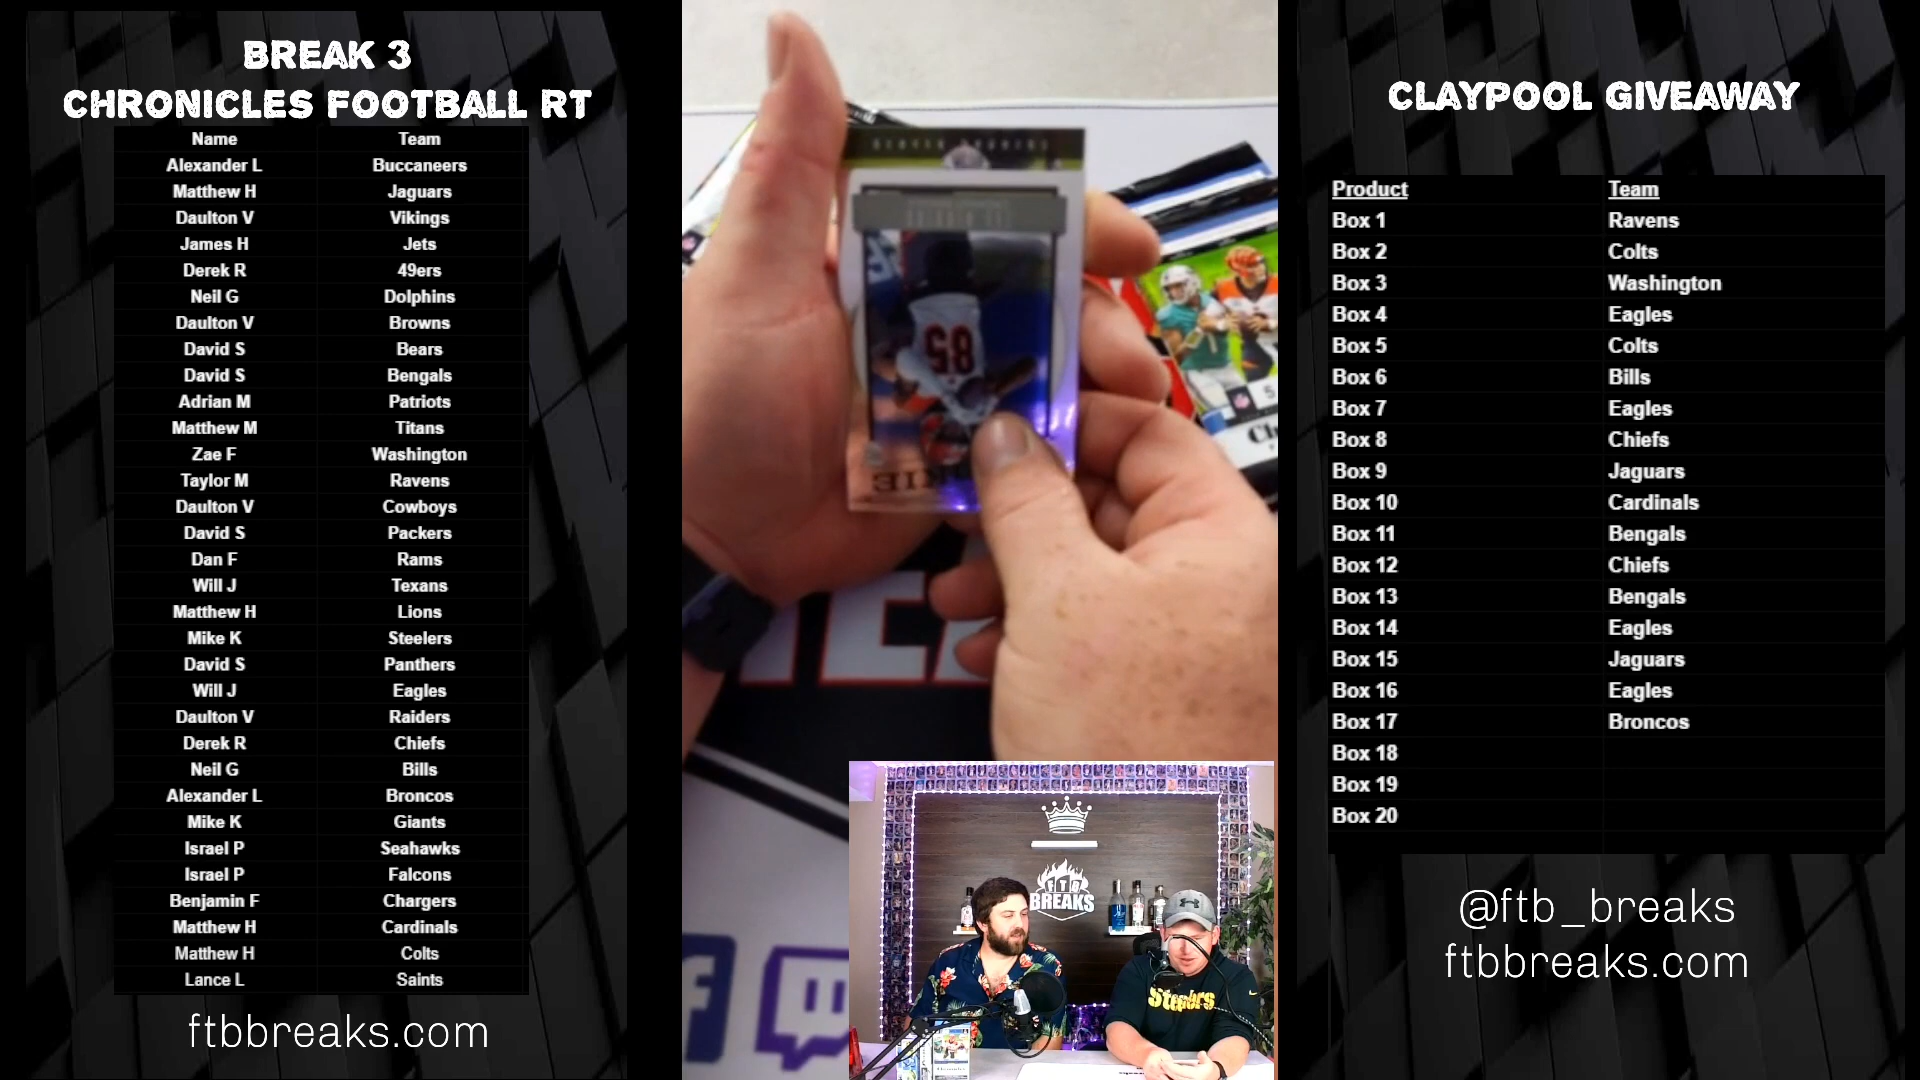 BREAK 3
CHRONICLES FOOTBALL RT
Name Team
Alexander L Buccaneers
Matthew H Jaguars
Daulton V Vikings
James H Jets
Derek R 49ers
Neil G Dolphins
Daulton V Browns
David S Bears
David S Bengals
Adrian M Patriots
Matthew M Titans
Zae F Washington
Taylor M Ravens
Daulton V Cowboys
David S Packers
Dan F Rams
Will J Texans
Matthew H Lions
Mike K Steelers
David S Panthers
Will J Eagles
Daulton V Raiders
Derek R Chiefs
Neil G Bills
Alexander L Broncos
Mike K Giants
Israel P Seahawks
Israel P Falcons
Benjamin F Chargers
Matthew H Cardinals
Matthew H Colts
Lance L Saints
ftbbreaks.com
85
FTB
BREAKS
Steelers
CLAYPOOL GIVEAWAY
Product Team
Box 1 Ravens
Box 2 Colts
Box 3 Washington
Box 4 Eagles
Box 5 Colts
Box 6 Bills
Box 7 Eagles
Box 8 Chiefs
Box 9 Jaguars
Box 10 Cardinals
Box 11 Bengals
Box 12 Chiefs
Box 13 Bengals
Box 14 Eagles
Box 15 Jaguars
Box 16 Eagles
Box 17 Broncos
Box 18
Box 19
Box 20
@ftb_breaks
ftbbreaks.com